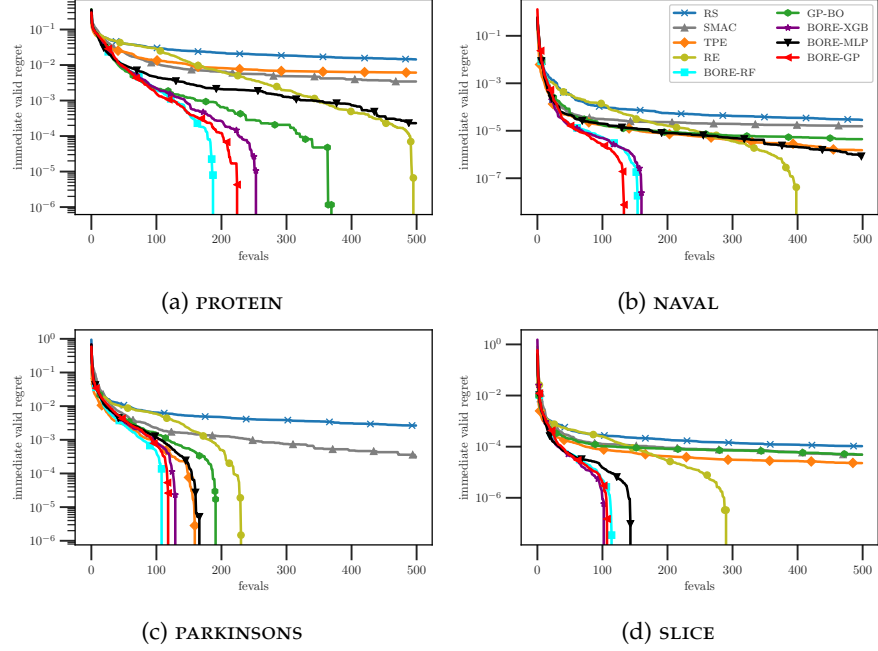 10⁻¹
10⁻²
10⁻³
10⁻⁴
10⁻⁵
10⁻⁶
immediate valid regret
0 100 200 300 400 500
fevals
(a) PROTEIN
10⁻¹
10⁻³
10⁻⁵
10⁻⁷
immediate valid regret
0 100 200 300 400 500
fevals
RS
SMAC
TPE
RE
BORE-RF
GP-BO
BORE-XGB
BORE-MLP
BORE-GP
(b) NAVAL
10⁰
10⁻¹
10⁻²
10⁻³
10⁻⁴
10⁻⁵
10⁻⁶
immediate valid regret
0 100 200 300 400 500
fevals
(c) PARKINSONS
10⁰
10⁻²
10⁻⁴
10⁻⁶
immediate valid regret
0 100 200 300 400 500
fevals
(d) SLICE